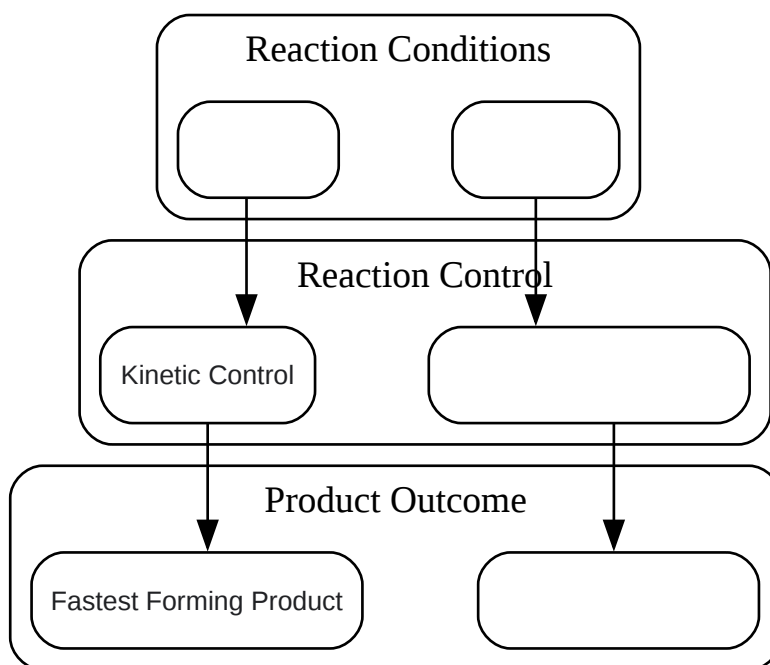 Reaction Conditions
Reaction Control
Kinetic Control
Product Outcome
Fastest Forming Product